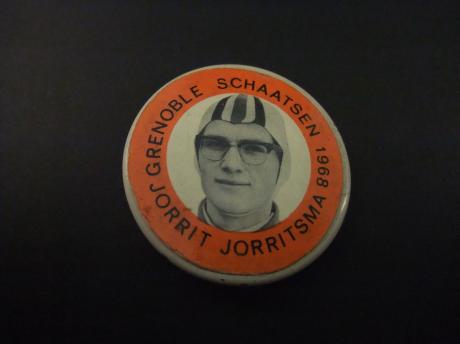 GRENOBLE SCHAATSEN 1968
JORRIT JORRITSMA